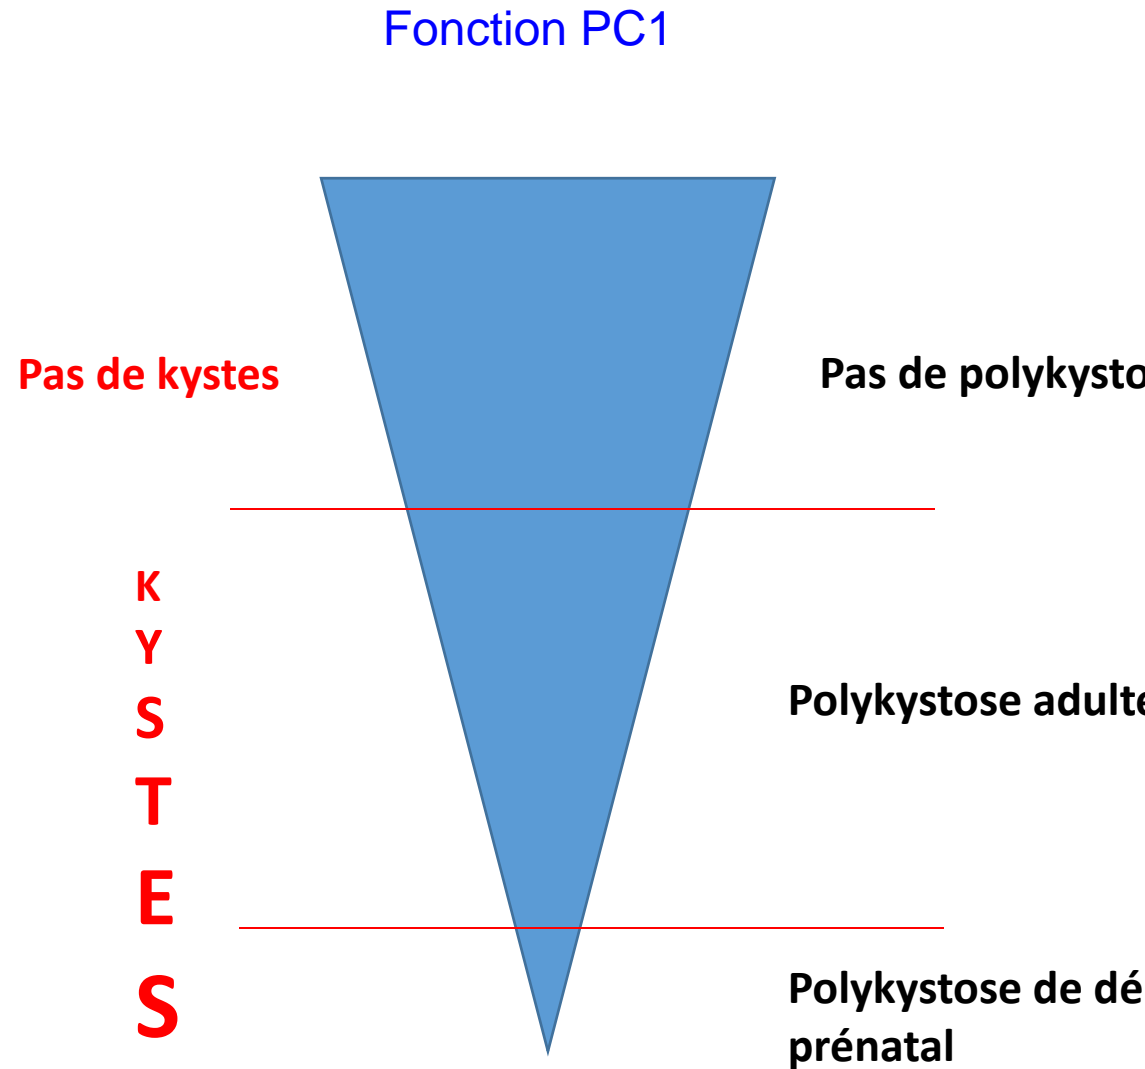 Fonction PC1
Pas de kystes
Pas de polykysto
K
Y
S
T
E
S
Polykystose adulte
Polykystose de dé
prénatal